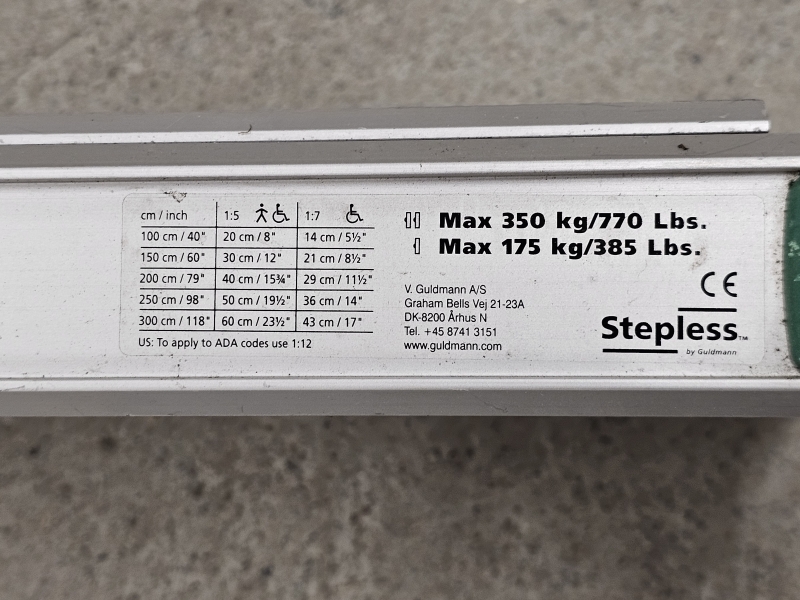 cm / inch 1:5 1:7
100 cm / 40" 20 cm / 8" 14 cm / 5½"
150 cm / 60" 30 cm / 12" 21 cm / 8½"
200 cm / 79" 40 cm / 15¾" 29 cm / 11½"
250 cm / 98" 50 cm / 19½" 36 cm / 14"
300 cm / 118" 60 cm / 23½" 43 cm / 17"
US: To apply to ADA codes use 1:12
Max 350 kg/770 Lbs.
Max 175 kg/385 Lbs.
V. Guldmann A/S
Graham Bells Vej 21-23A
DK-8200 Århus N
Tel. +45 8741 3151
www.guldmann.com
CE
Stepless™
by Guldmann